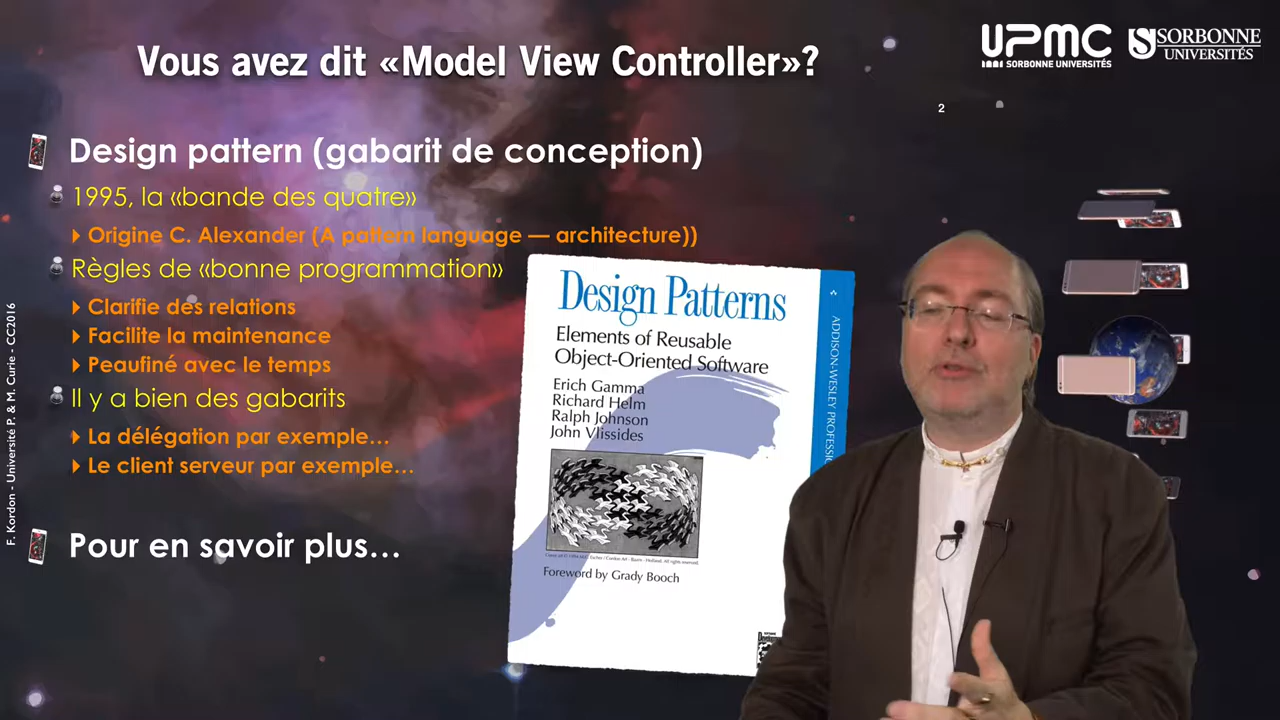 Vous avez dit «Model View Controller»?
UPMC
SORBONNE UNIVERSITÉS
SORBONNE
UNIVERSITÉS
2
Design pattern (gabarit de conception)
1995, la «bande des quatre»
Origine C. Alexander (A pattern language — architecture))
Règles de «bonne programmation»
Clarifie des relations
Facilite la maintenance
Peaufiné avec le temps
Il y a bien des gabarits
La délégation par exemple...
Le client serveur par exemple...
Pour en savoir plus...
Design Patterns
Elements of Reusable
Object-Oriented Software
Erich Gamma
Richard Helm
Ralph Johnson
John Vlissides
Foreword by Grady Booch
ADDISON-WESLEY
F. Kordon - Université P. & M. Curie - CC2016